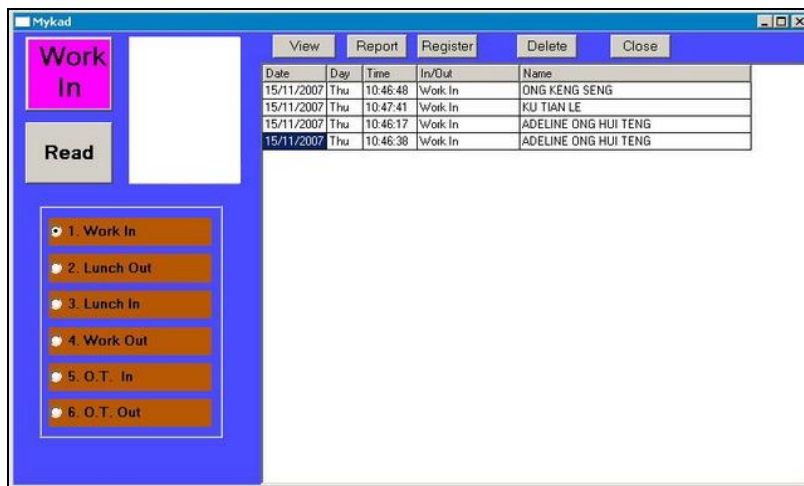 Mykad
Work
In
View Report Register Delete Close
Date Day Time In/Out Name
15/11/2007 Thu 10:46:48 Work In ONG KENG SENG
15/11/2007 Thu 10:47:41 Work In KU TIAN LE
15/11/2007 Thu 10:46:17 Work In ADELINE ONG HUI TENG
15/11/2007 Thu 10:46:38 Work In ADELINE ONG HUI TENG
Read
1. Work In
2. Lunch Out
3. Lunch In
4. Work Out
5. O.T. In
6. O.T. Out